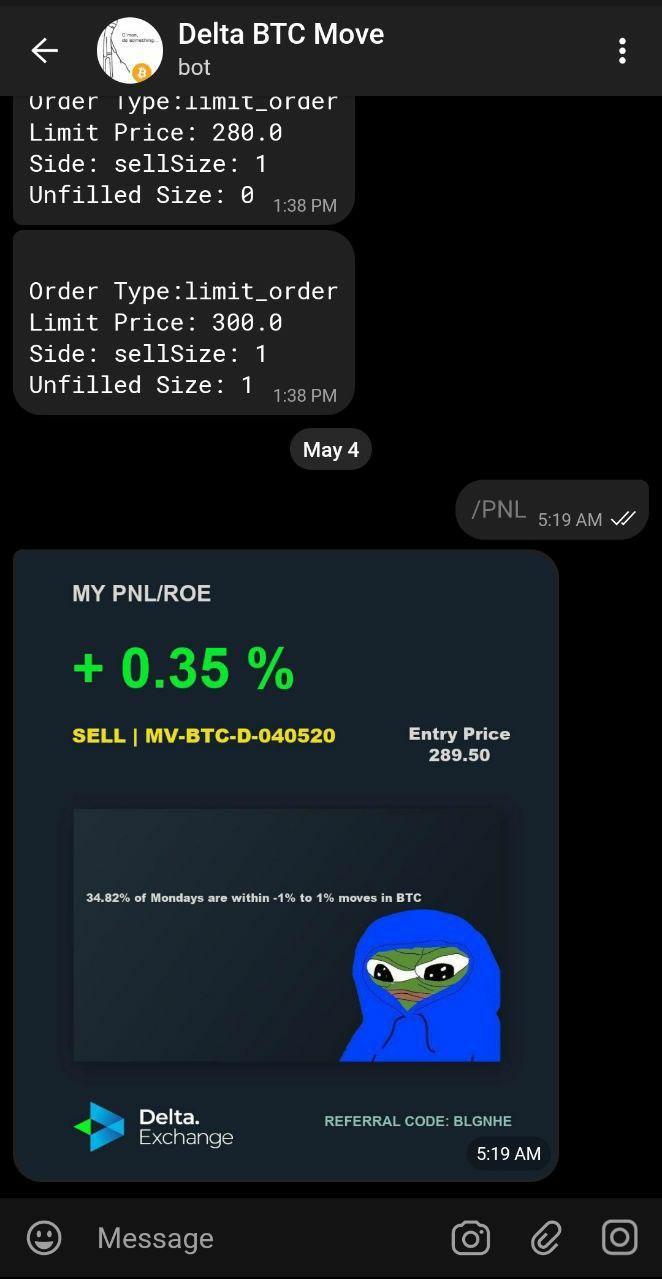 Delta BTC Move
bot
C'mon,
do something...
Order Type:limit_order
Limit Price: 280.0
Side: sellSize: 1
Unfilled Size: 0 1:38 PM
Order Type:limit_order
Limit Price: 300.0
Side: sellSize: 1
Unfilled Size: 1 1:38 PM
May 4
/PNL 5:19 AM
MY PNL/ROE
+ 0.35 %
SELL | MV-BTC-D-040520
Entry Price
289.50
34.82% of Mondays are within -1% to 1% moves in BTC
Delta.
Exchange
REFERRAL CODE: BLGNHE
5:19 AM
Message